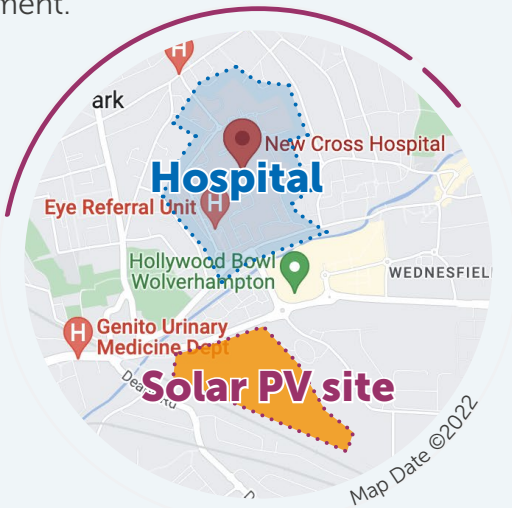 ment.
H
ark
New Cross Hospital
Hospital
Eye Referral Unit
H
Hollywood Bowl
Wolverhampton
WEDNESFIEL
H
Genito Urinary
Medicine Dept
Solar PV site
Map Date ©2022